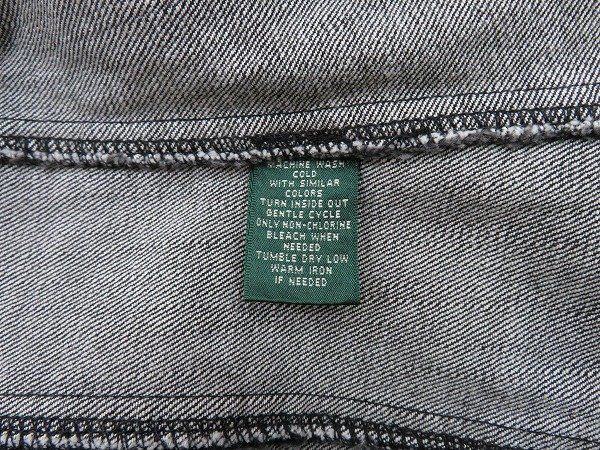 MACHINE WASH
COLD
WITH SIMILAR
COLORS
TURN INSIDE OUT
GENTLE CYCLE
ONLY NON-CHLORINE
BLEACH WHEN
NEEDED
TUMBLE DRY LOW
WARM IRON
IF NEEDED